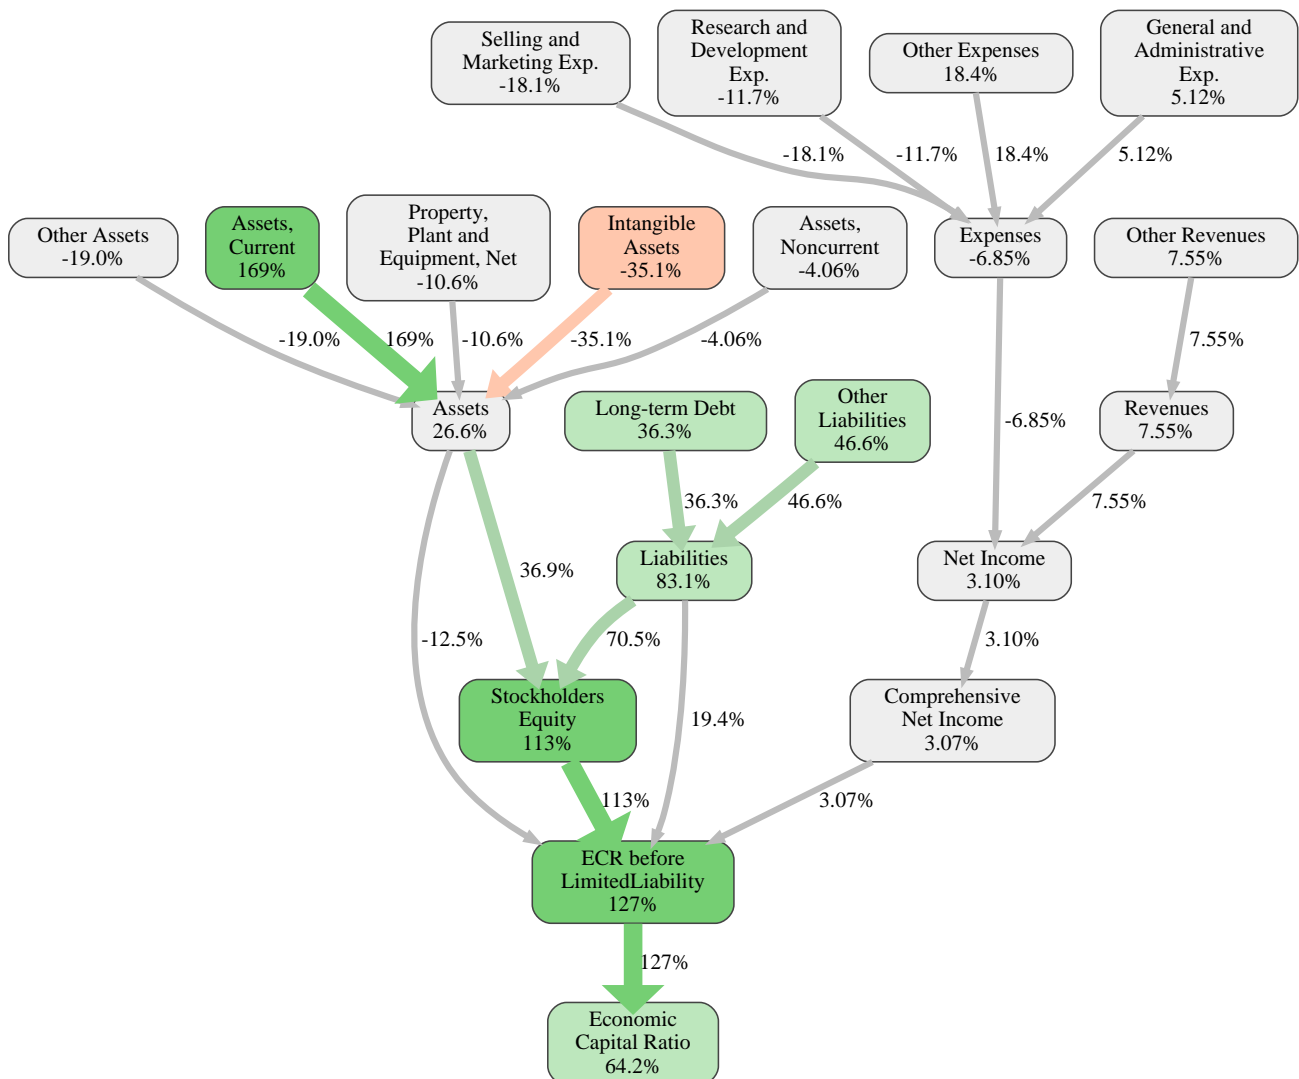 Selling and
Marketing Exp.
-18.1%
Research and
Development
Exp.
-11.7%
Other Expenses
18.4%
General and
Administrative
Exp.
5.12%
-18.1%
-11.7%
18.4%
5.12%
Other Assets
-19.0%
Assets,
Current
169%
Property,
Plant and
Equipment, Net
-10.6%
Intangible
Assets
-35.1%
Assets,
Noncurrent
-4.06%
Expenses
-6.85%
Other Revenues
7.55%
-19.0%
169%
-10.6%
-35.1%
-4.06%
7.55%
Assets
26.6%
Long-term Debt
36.3%
Other
Liabilities
46.6%
-6.85%
Revenues
7.55%
36.3%
46.6%
7.55%
36.9%
Liabilities
83.1%
Net Income
3.10%
-12.5%
70.5%
3.10%
Stockholders
Equity
113%
19.4%
Comprehensive
Net Income
3.07%
113%
3.07%
ECR before
LimitedLiability
127%
127%
Economic
Capital Ratio
64.2%